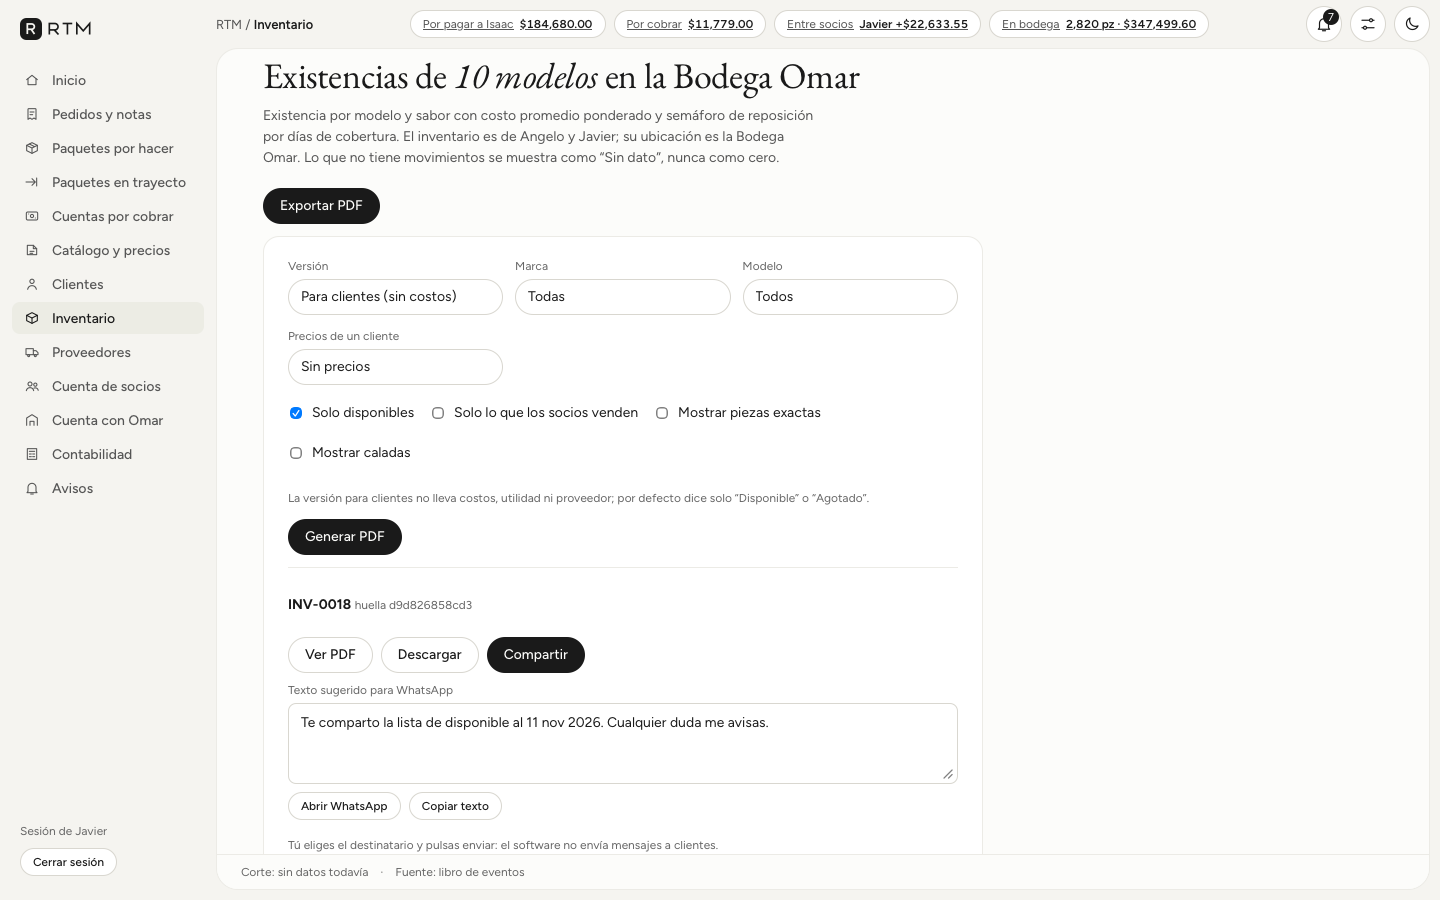 RTM
RTM / Inventario
Por pagar a Isaac $184,680.00
Por cobrar $11,779.00
Entre socios Javier +$22,633.55
En bodega 2,820 pz · $347,499.60
7
Inicio
Pedidos y notas
Paquetes por hacer
Paquetes en trayecto
Cuentas por cobrar
Catálogo y precios
Clientes
Inventario
Proveedores
Cuenta de socios
Cuenta con Omar
Contabilidad
Avisos
Sesión de Javier
Cerrar sesión
Existencias de 10 modelos en la Bodega Omar
Existencia por modelo y sabor con costo promedio ponderado y semáforo de reposición
por días de cobertura. El inventario es de Angelo y Javier; su ubicación es la Bodega
Omar. Lo que no tiene movimientos se muestra como “Sin dato”, nunca como cero.
Exportar PDF
Versión
Para clientes (sin costos)
Marca
Todas
Modelo
Todos
Precios de un cliente
Sin precios
Solo disponibles
Solo lo que los socios venden
Mostrar piezas exactas
Mostrar caladas
La versión para clientes no lleva costos, utilidad ni proveedor; por defecto dice solo “Disponible” o “Agotado”.
Generar PDF
INV-0018 huella d9d826858cd3
Ver PDF
Descargar
Compartir
Texto sugerido para WhatsApp
Te comparto la lista de disponible al 11 nov 2026. Cualquier duda me avisas.
Abrir WhatsApp
Copiar texto
Tú eliges el destinatario y pulsas enviar: el software no envía mensajes a clientes.
Corte: sin datos todavía · Fuente: libro de eventos